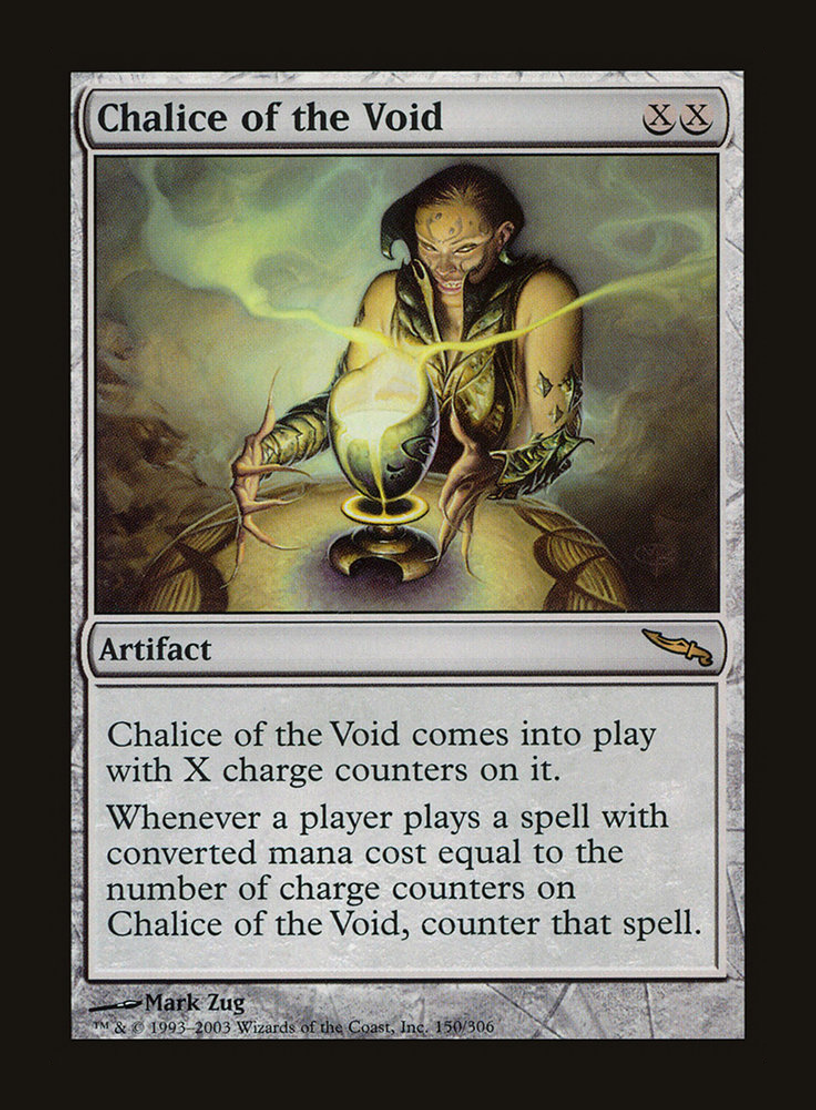 Chalice of the Void XX
Artifact
Chalice of the Void comes into play
with X charge counters on it.
Whenever a player plays a spell with
converted mana cost equal to the
number of charge counters on
Chalice of the Void, counter that spell.
Mark Zug
™ & © 1993–2003 Wizards of the Coast, Inc. 150/306